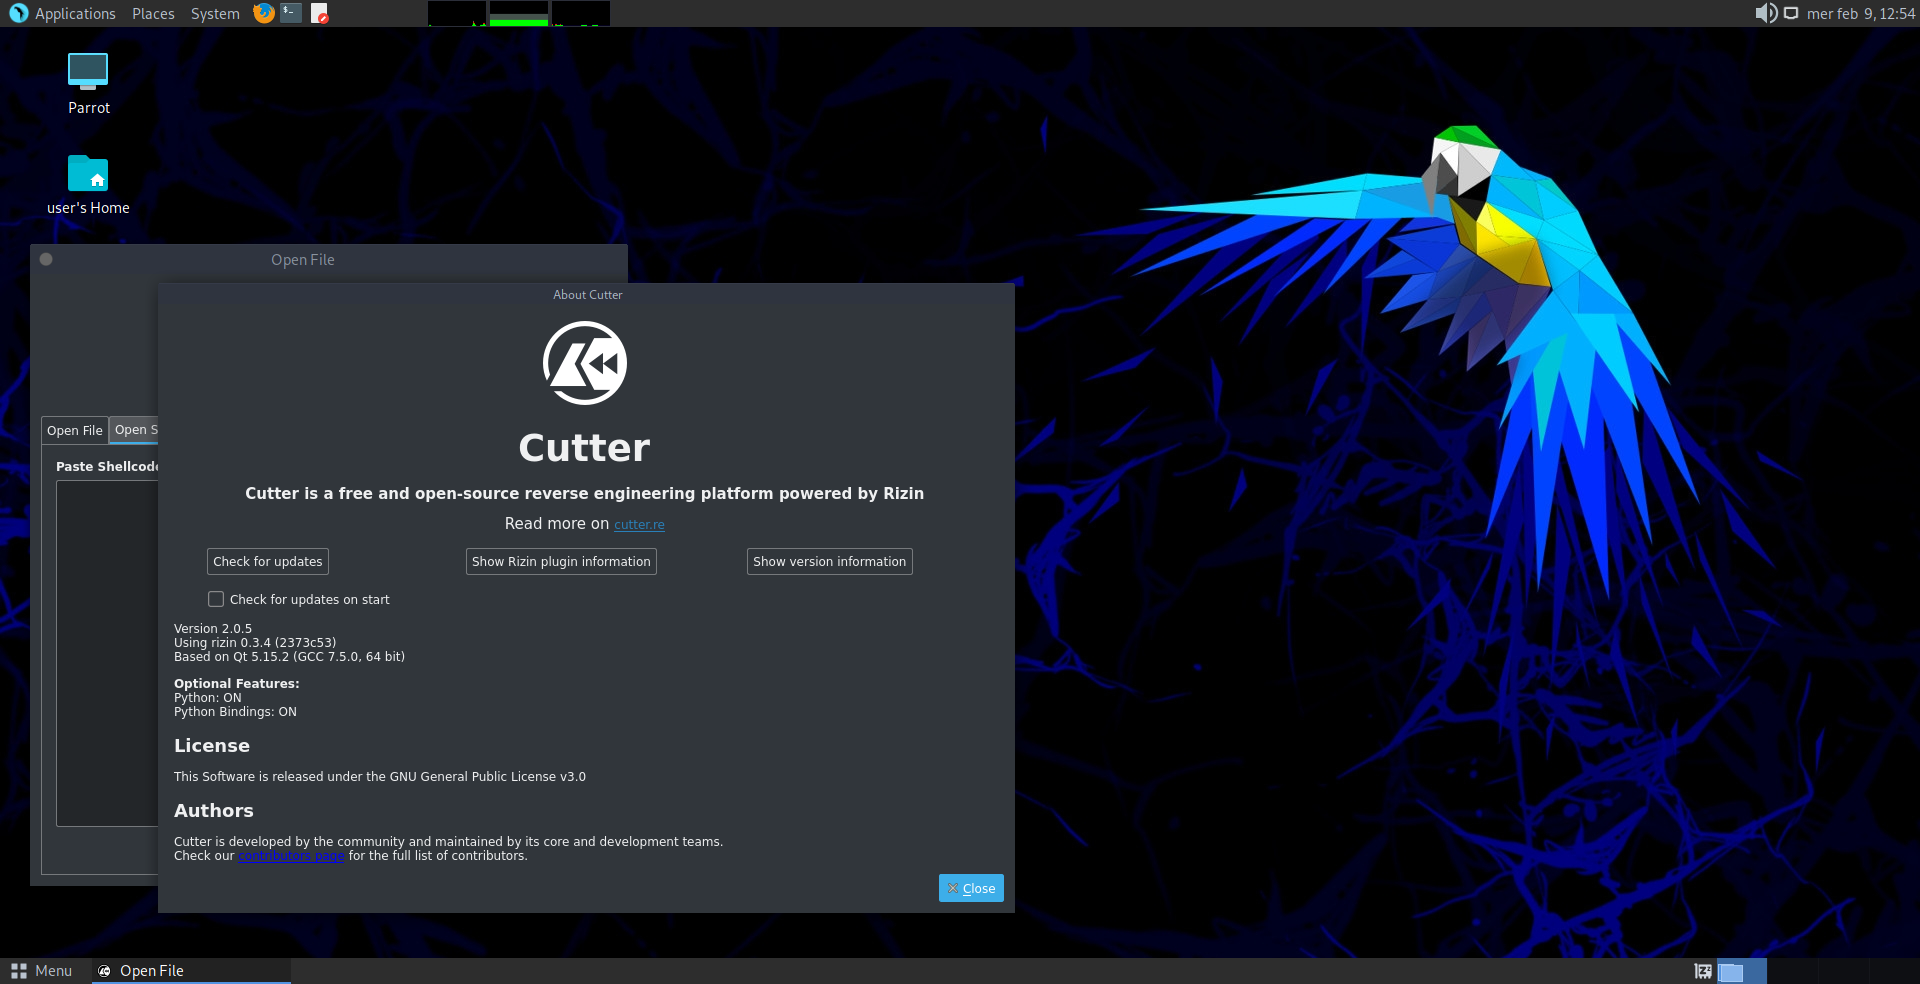 Applications Places System
mer feb 9, 12:54
Parrot
user's Home
Open File
About Cutter
Cutter
Cutter is a free and open-source reverse engineering platform powered by Rizin
Read more on cutter.re
Check for updates
Show Rizin plugin information
Show version information
Check for updates on start
Open File
Open S
Paste Shellcode
Version 2.0.5
Using rizin 0.3.4 (2373c53)
Based on Qt 5.15.2 (GCC 7.5.0, 64 bit)
Optional Features:
Python: ON
Python Bindings: ON
License
This Software is released under the GNU General Public License v3.0
Authors
Cutter is developed by the community and maintained by its core and development teams.
Check our contributors page for the full list of contributors.
Close
Menu
Open File